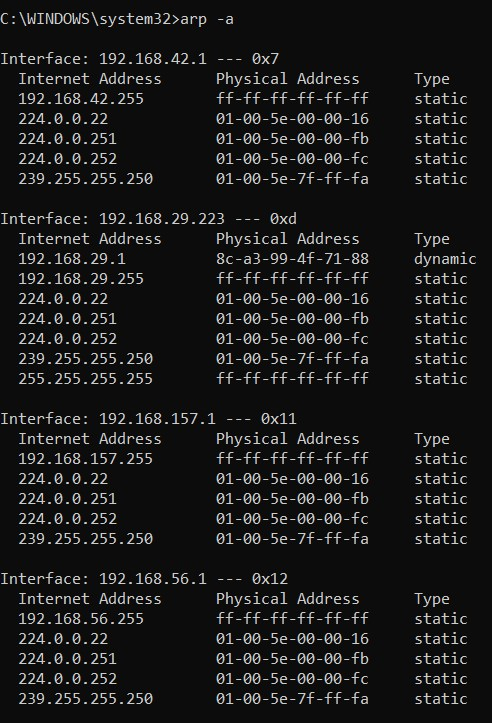 C:\WINDOWS\system32>arp -a

Interface: 192.168.42.1 --- 0x7
  Internet Address      Physical Address      Type
  192.168.42.255        ff-ff-ff-ff-ff-ff     static
  224.0.0.22            01-00-5e-00-00-16     static
  224.0.0.251           01-00-5e-00-00-fb     static
  224.0.0.252           01-00-5e-00-00-fc     static
  239.255.255.250       01-00-5e-7f-ff-fa     static

Interface: 192.168.29.223 --- 0xd
  Internet Address      Physical Address      Type
  192.168.29.1          8c-a3-99-4f-71-88     dynamic
  192.168.29.255        ff-ff-ff-ff-ff-ff     static
  224.0.0.22            01-00-5e-00-00-16     static
  224.0.0.251           01-00-5e-00-00-fb     static
  224.0.0.252           01-00-5e-00-00-fc     static
  239.255.255.250       01-00-5e-7f-ff-fa     static
  255.255.255.255       ff-ff-ff-ff-ff-ff     static

Interface: 192.168.157.1 --- 0x11
  Internet Address      Physical Address      Type
  192.168.157.255       ff-ff-ff-ff-ff-ff     static
  224.0.0.22            01-00-5e-00-00-16     static
  224.0.0.251           01-00-5e-00-00-fb     static
  224.0.0.252           01-00-5e-00-00-fc     static
  239.255.255.250       01-00-5e-7f-ff-fa     static

Interface: 192.168.56.1 --- 0x12
  Internet Address      Physical Address      Type
  192.168.56.255        ff-ff-ff-ff-ff-ff     static
  224.0.0.22            01-00-5e-00-00-16     static
  224.0.0.251           01-00-5e-00-00-fb     static
  224.0.0.252           01-00-5e-00-00-fc     static
  239.255.255.250       01-00-5e-7f-ff-fa     static